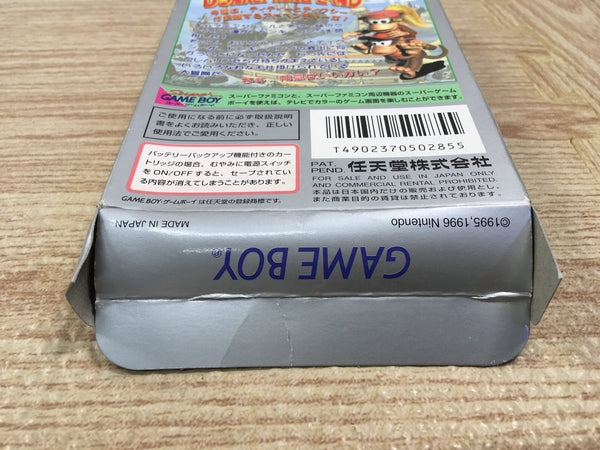 DONKEY KONG LAND
Super
GAME BOY
スーパーファミコンと、スーパーファミコン周辺機器のスーパーゲーム
ボーイを使えば、テレビでカラーのゲーム画面を楽しむことができます。
ご使用になる前に必ず取扱説明
書をよくお読みいただき、正しい
使用法でご愛用ください。
バッテリーバックアップ機能付きのカー
トリッジの場合、むやみに電源スイッチ
をON/OFFすると、セーブされてい
る内容が消えてしまうことがあります。
GAME BOY・ゲームボーイ は任天堂の登録商標です。
T4902370502855
PAT. PEND. 任天堂株式会社
FOR SALE AND USE IN JAPAN ONLY
AND COMMERCIAL RENTAL PROHIBITED.
本品は日本国内だけの販売および使用とし、
また商業目的の賃貸は禁止されています。
MADE IN JAPAN
©1995,1996 Nintendo
GAME BOY®